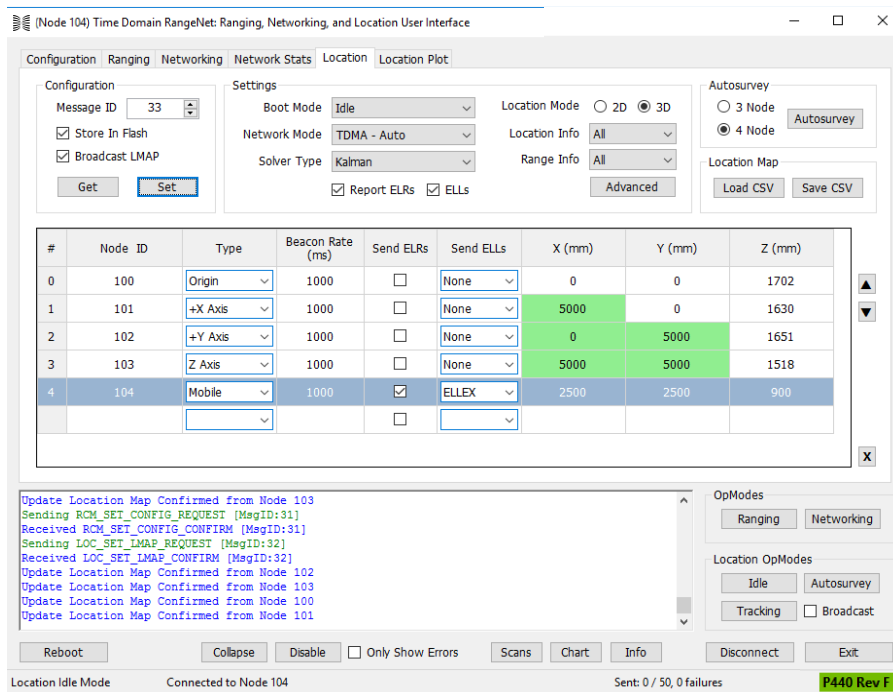 (Node 104) Time Domain RangeNet: Ranging, Networking, and Location User Interface
Configuration Ranging Networking Network Stats Location Location Plot
Configuration
Message ID 33
Store In Flash
Broadcast LMAP
Get Set
Settings
Boot Mode Idle
Network Mode TDMA - Auto
Solver Type Kalman
Report ELRs ELLs
Location Mode 2D 3D
Location Info All
Range Info All
Advanced
Autosurvey
3 Node
4 Node
Autosurvey
Location Map
Load CSV Save CSV
# Node ID Type Beacon Rate (ms) Send ELRs Send ELLs X (mm) Y (mm) Z (mm)
0 100 Origin 1000 None 0 0 1702
1 101 +X Axis 1000 None 5000 0 1630
2 102 +Y Axis 1000 None 0 5000 1651
3 103 Z Axis 1000 None 5000 5000 1518
4 104 Mobile 1000 ELLEX 2500 2500 900
X
Update Location Map Confirmed from Node 103
Sending RCM_SET_CONFIG_REQUEST [MsgID:31]
Received RCM_SET_CONFIG_CONFIRM [MsgID:31]
Sending LOC_SET_LMAP_REQUEST [MsgID:32]
Received LOC_SET_LMAP_CONFIRM [MsgID:32]
Update Location Map Confirmed from Node 102
Update Location Map Confirmed from Node 103
Update Location Map Confirmed from Node 100
Update Location Map Confirmed from Node 101
OpModes
Ranging Networking
Location OpModes
Idle Autosurvey
Tracking Broadcast
Reboot Collapse Disable Only Show Errors Scans Chart Info Disconnect Exit
Location Idle Mode Connected to Node 104 Sent: 0 / 50, 0 failures P440 Rev F